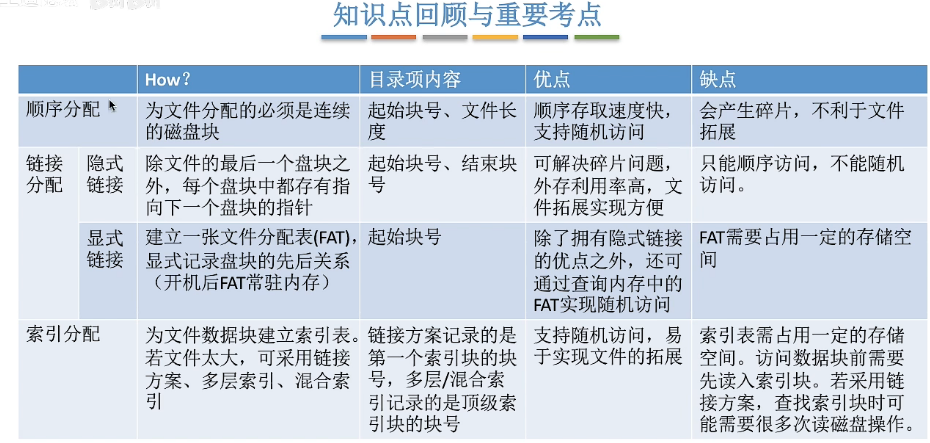 知识点回顾与重要考点
How?
目录项内容
优点
缺点
顺序分配
为文件分配的必须是连续
的磁盘块
起始块号、文件长
度
顺序存取速度快，
支持随机访问
会产生碎片，不利于文件
拓展
链接
分配
隐式
链接
除文件的最后一个盘块之
外，每个盘块中都存有指
向下一个盘块的指针
起始块号、结束块
号
可解决碎片问题，
外存利用率高，文
件拓展实现方便
只能顺序访问，不能随机
访问。
显式
链接
建立一张文件分配表(FAT)，
显式记录盘块的先后关系
（开机后FAT常驻内存）
起始块号
除了拥有隐式链接
的优点之外，还可
通过查询内存中的
FAT实现随机访问
FAT需要占用一定的存储空
间
索引分配
为文件数据块建立索引表。
若文件太大，可采用链接
方案、多层索引、混合索
引
链接方案记录的是
第一个索引块的块
号，多层/混合索
引记录的是顶级索
引块的块号
支持随机访问，易
于实现文件的拓展
索引表需占用一定的存储
空间。访问数据块前需要
先读入索引块。若采用链
接方案，查找索引块时可
能需要很多次读磁盘操作。